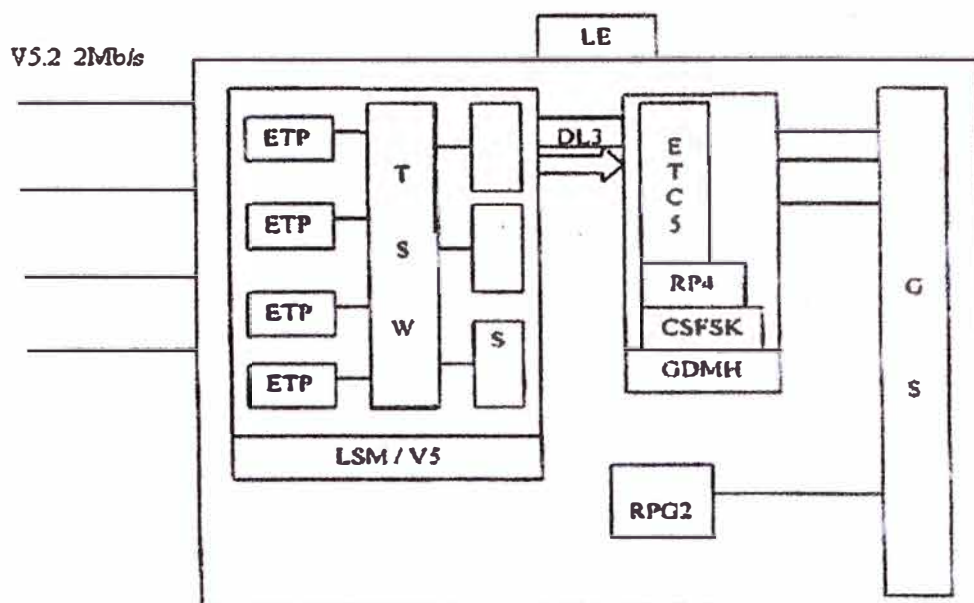 LE
V5.2 2Mb/s
ETP
ETP
ETP
ETP
T
S
W
S
LSM / V5
DL3
E
T
C
5
RP4
CSFSK
GDMH
RPG2
G
S